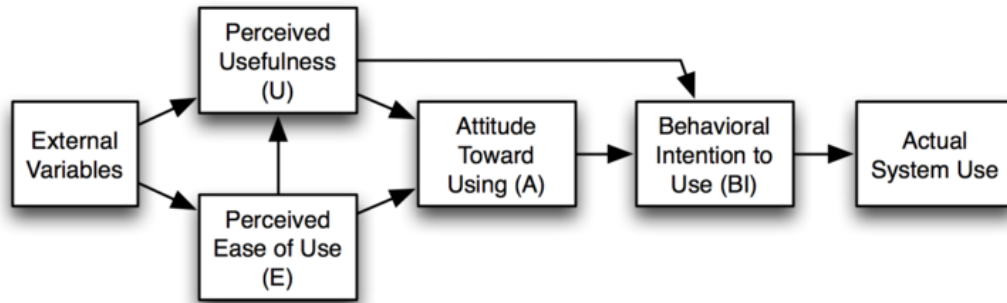 External
Variables
Perceived
Usefulness
(U)
Perceived
Ease of Use
(E)
Attitude
Toward
Using (A)
Behavioral
Intention to
Use (BI)
Actual
System Use